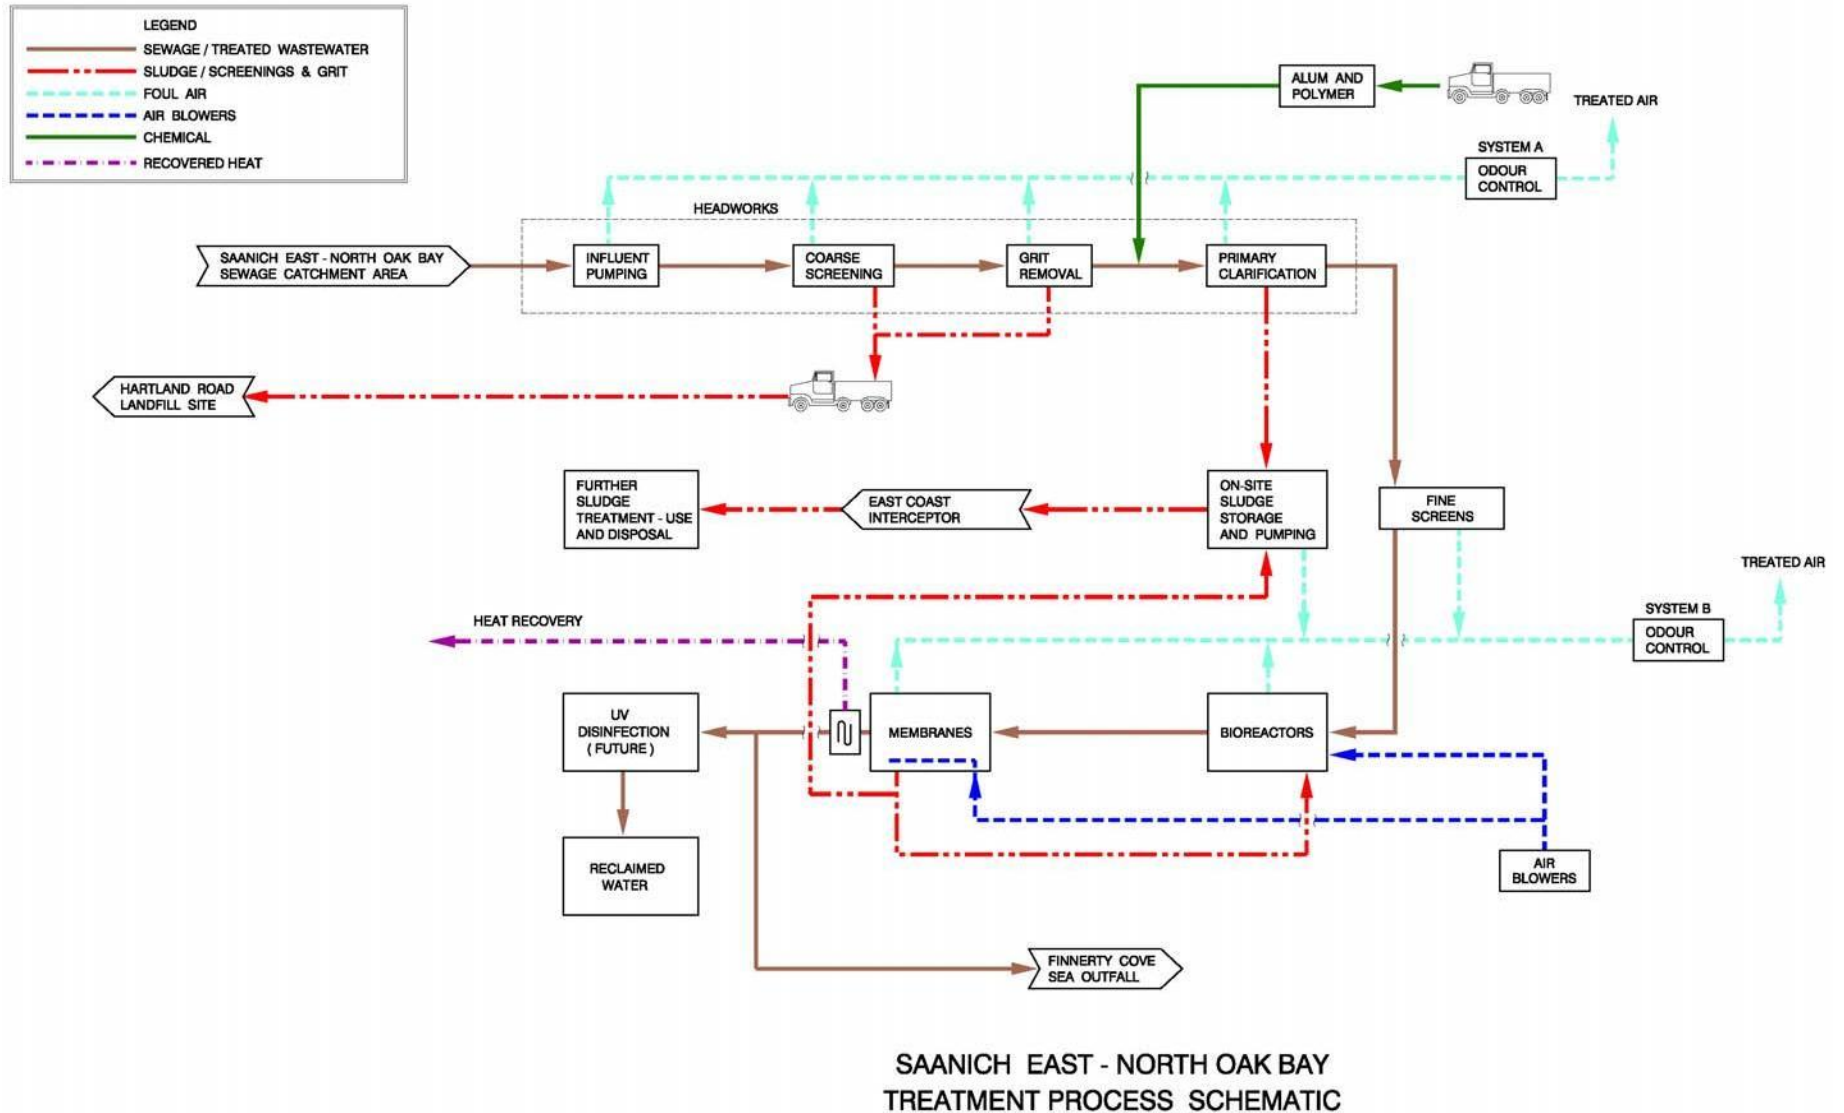 LEGEND
SEWAGE / TREATED WASTEWATER
SLUDGE / SCREENINGS & GRIT
FOUL AIR
AIR BLOWERS
CHEMICAL
RECOVERED HEAT
ALUM AND
POLYMER
TREATED AIR
SYSTEM A
ODOUR
CONTROL
HEADWORKS
SAANICH EAST - NORTH OAK BAY
SEWAGE CATCHMENT AREA
INFLUENT
PUMPING
COARSE
SCREENING
GRIT
REMOVAL
PRIMARY
CLARIFICATION
HARTLAND ROAD
LANDFILL SITE
FURTHER
SLUDGE
TREATMENT - USE
AND DISPOSAL
EAST COAST
INTERCEPTOR
ON-SITE
SLUDGE
STORAGE
AND PUMPING
FINE
SCREENS
TREATED AIR
SYSTEM B
ODOUR
CONTROL
HEAT RECOVERY
UV
DISINFECTION
( FUTURE )
MEMBRANES
BIOREACTORS
RECLAIMED
WATER
AIR
BLOWERS
FINNERTY COVE
SEA OUTFALL
SAANICH EAST - NORTH OAK BAY
TREATMENT PROCESS SCHEMATIC